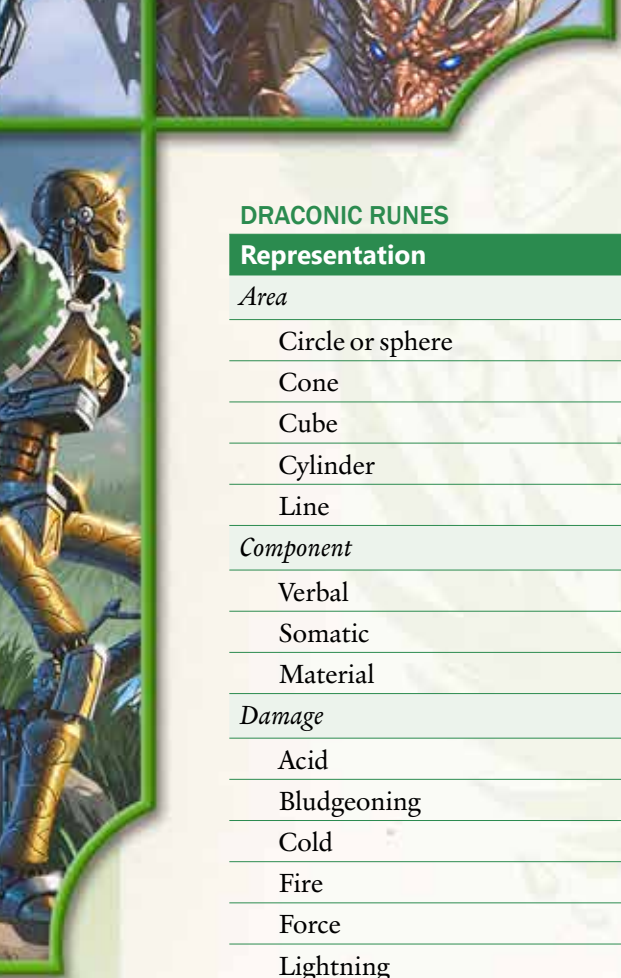 DRACONIC RUNES
Representation
Area
Circle or sphere
Cone
Cube
Cylinder
Line
Component
Verbal
Somatic
Material
Damage
Acid
Bludgeoning
Cold
Fire
Force
Lightning